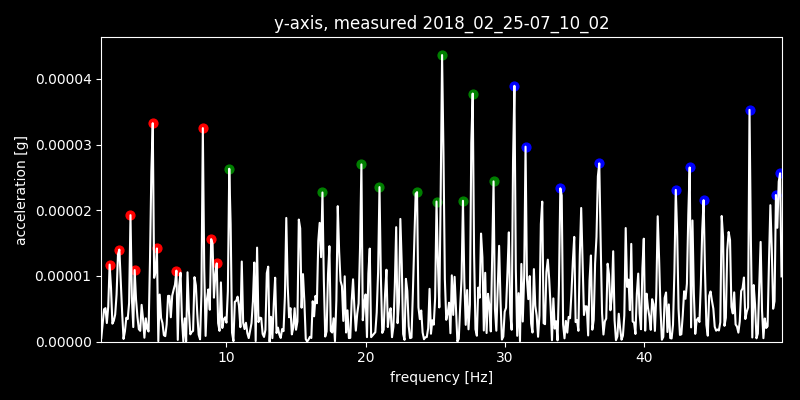 y-axis, measured 2018_02_25-07_10_02
0.00004
0.00003
0.00002
0.00001
0.00000
acceleration [g]
10 20 30 40
frequency [Hz]